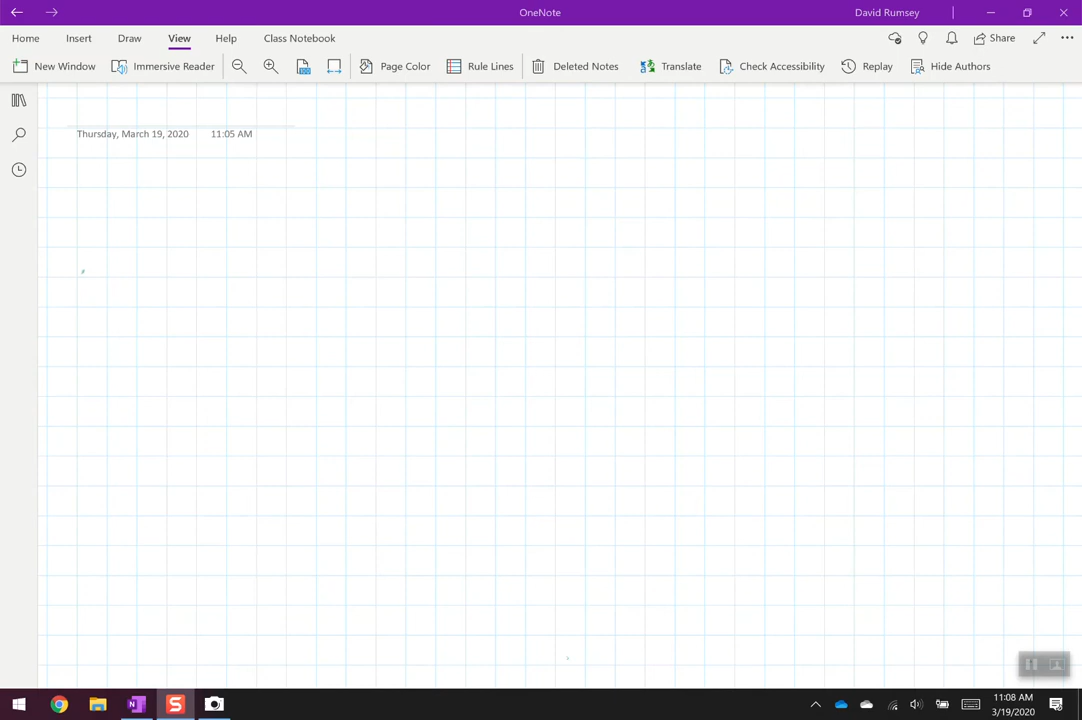 OneNote
David Rumsey
Home Insert Draw View Help Class Notebook
Share
New Window Immersive Reader Page Color Rule Lines Deleted Notes Translate Check Accessibility Replay Hide Authors
Thursday, March 19, 2020 11:05 AM
11:08 AM
3/19/2020